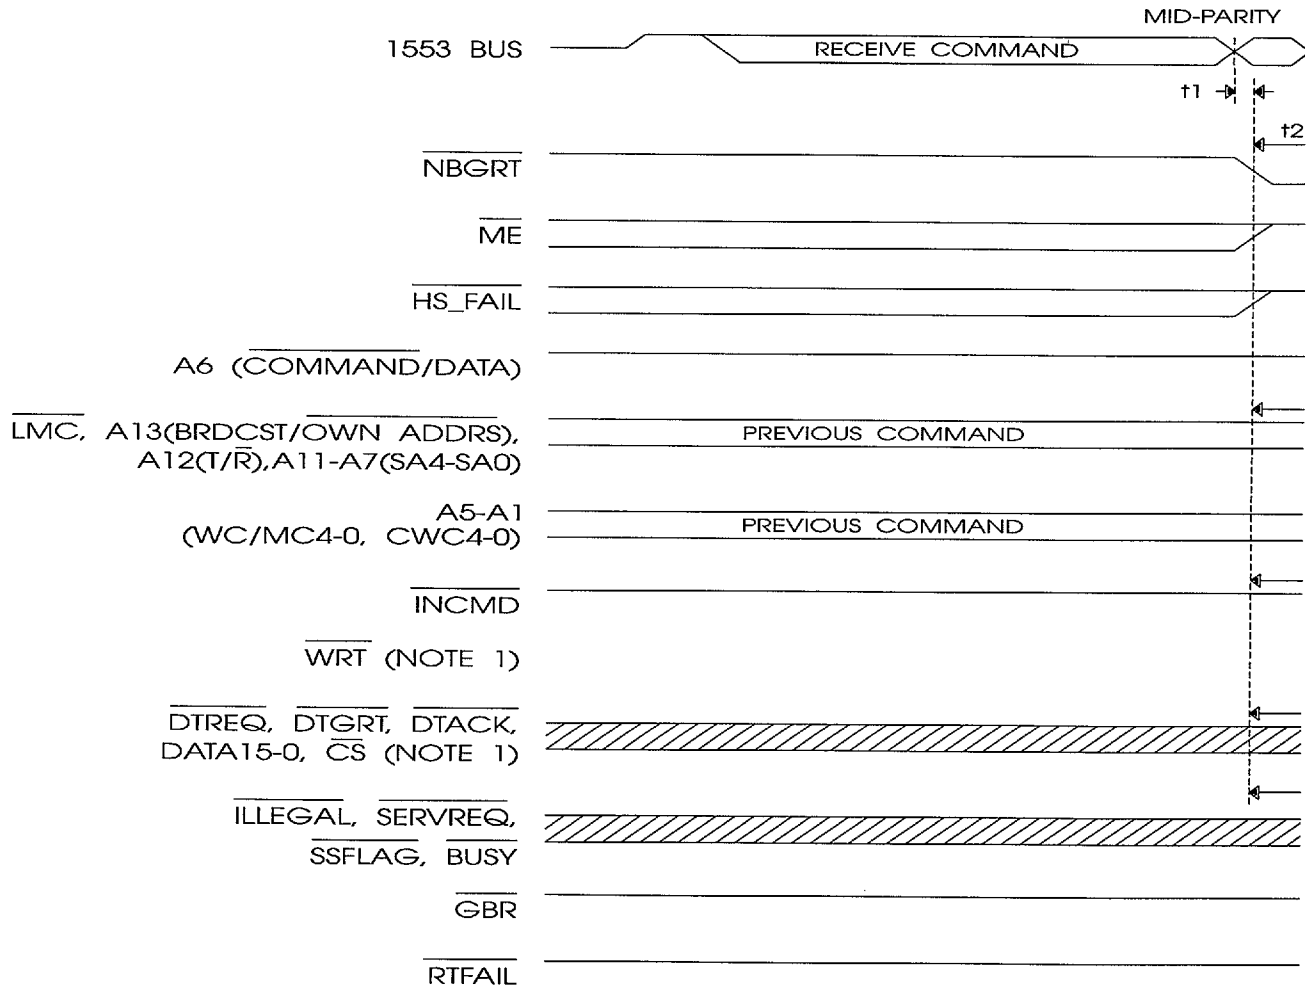 MID-PARITY
1553 BUS
RECEIVE COMMAND
t1
t2
NBGRT
ME
HS_FAIL
A6 (COMMAND/DATA)
LMC, A13(BRDCST/OWN ADDRS),
PREVIOUS COMMAND
A12(T/R),A11-A7(SA4-SA0)
A5-A1
PREVIOUS COMMAND
(WC/MC4-0, CWC4-0)
INCMD
WRT (NOTE 1)
DTREQ, DTGRT, DTACK,
DATA15-0, CS (NOTE 1)
ILLEGAL, SERVREQ,
SSFLAG, BUSY
GBR
RTFAIL